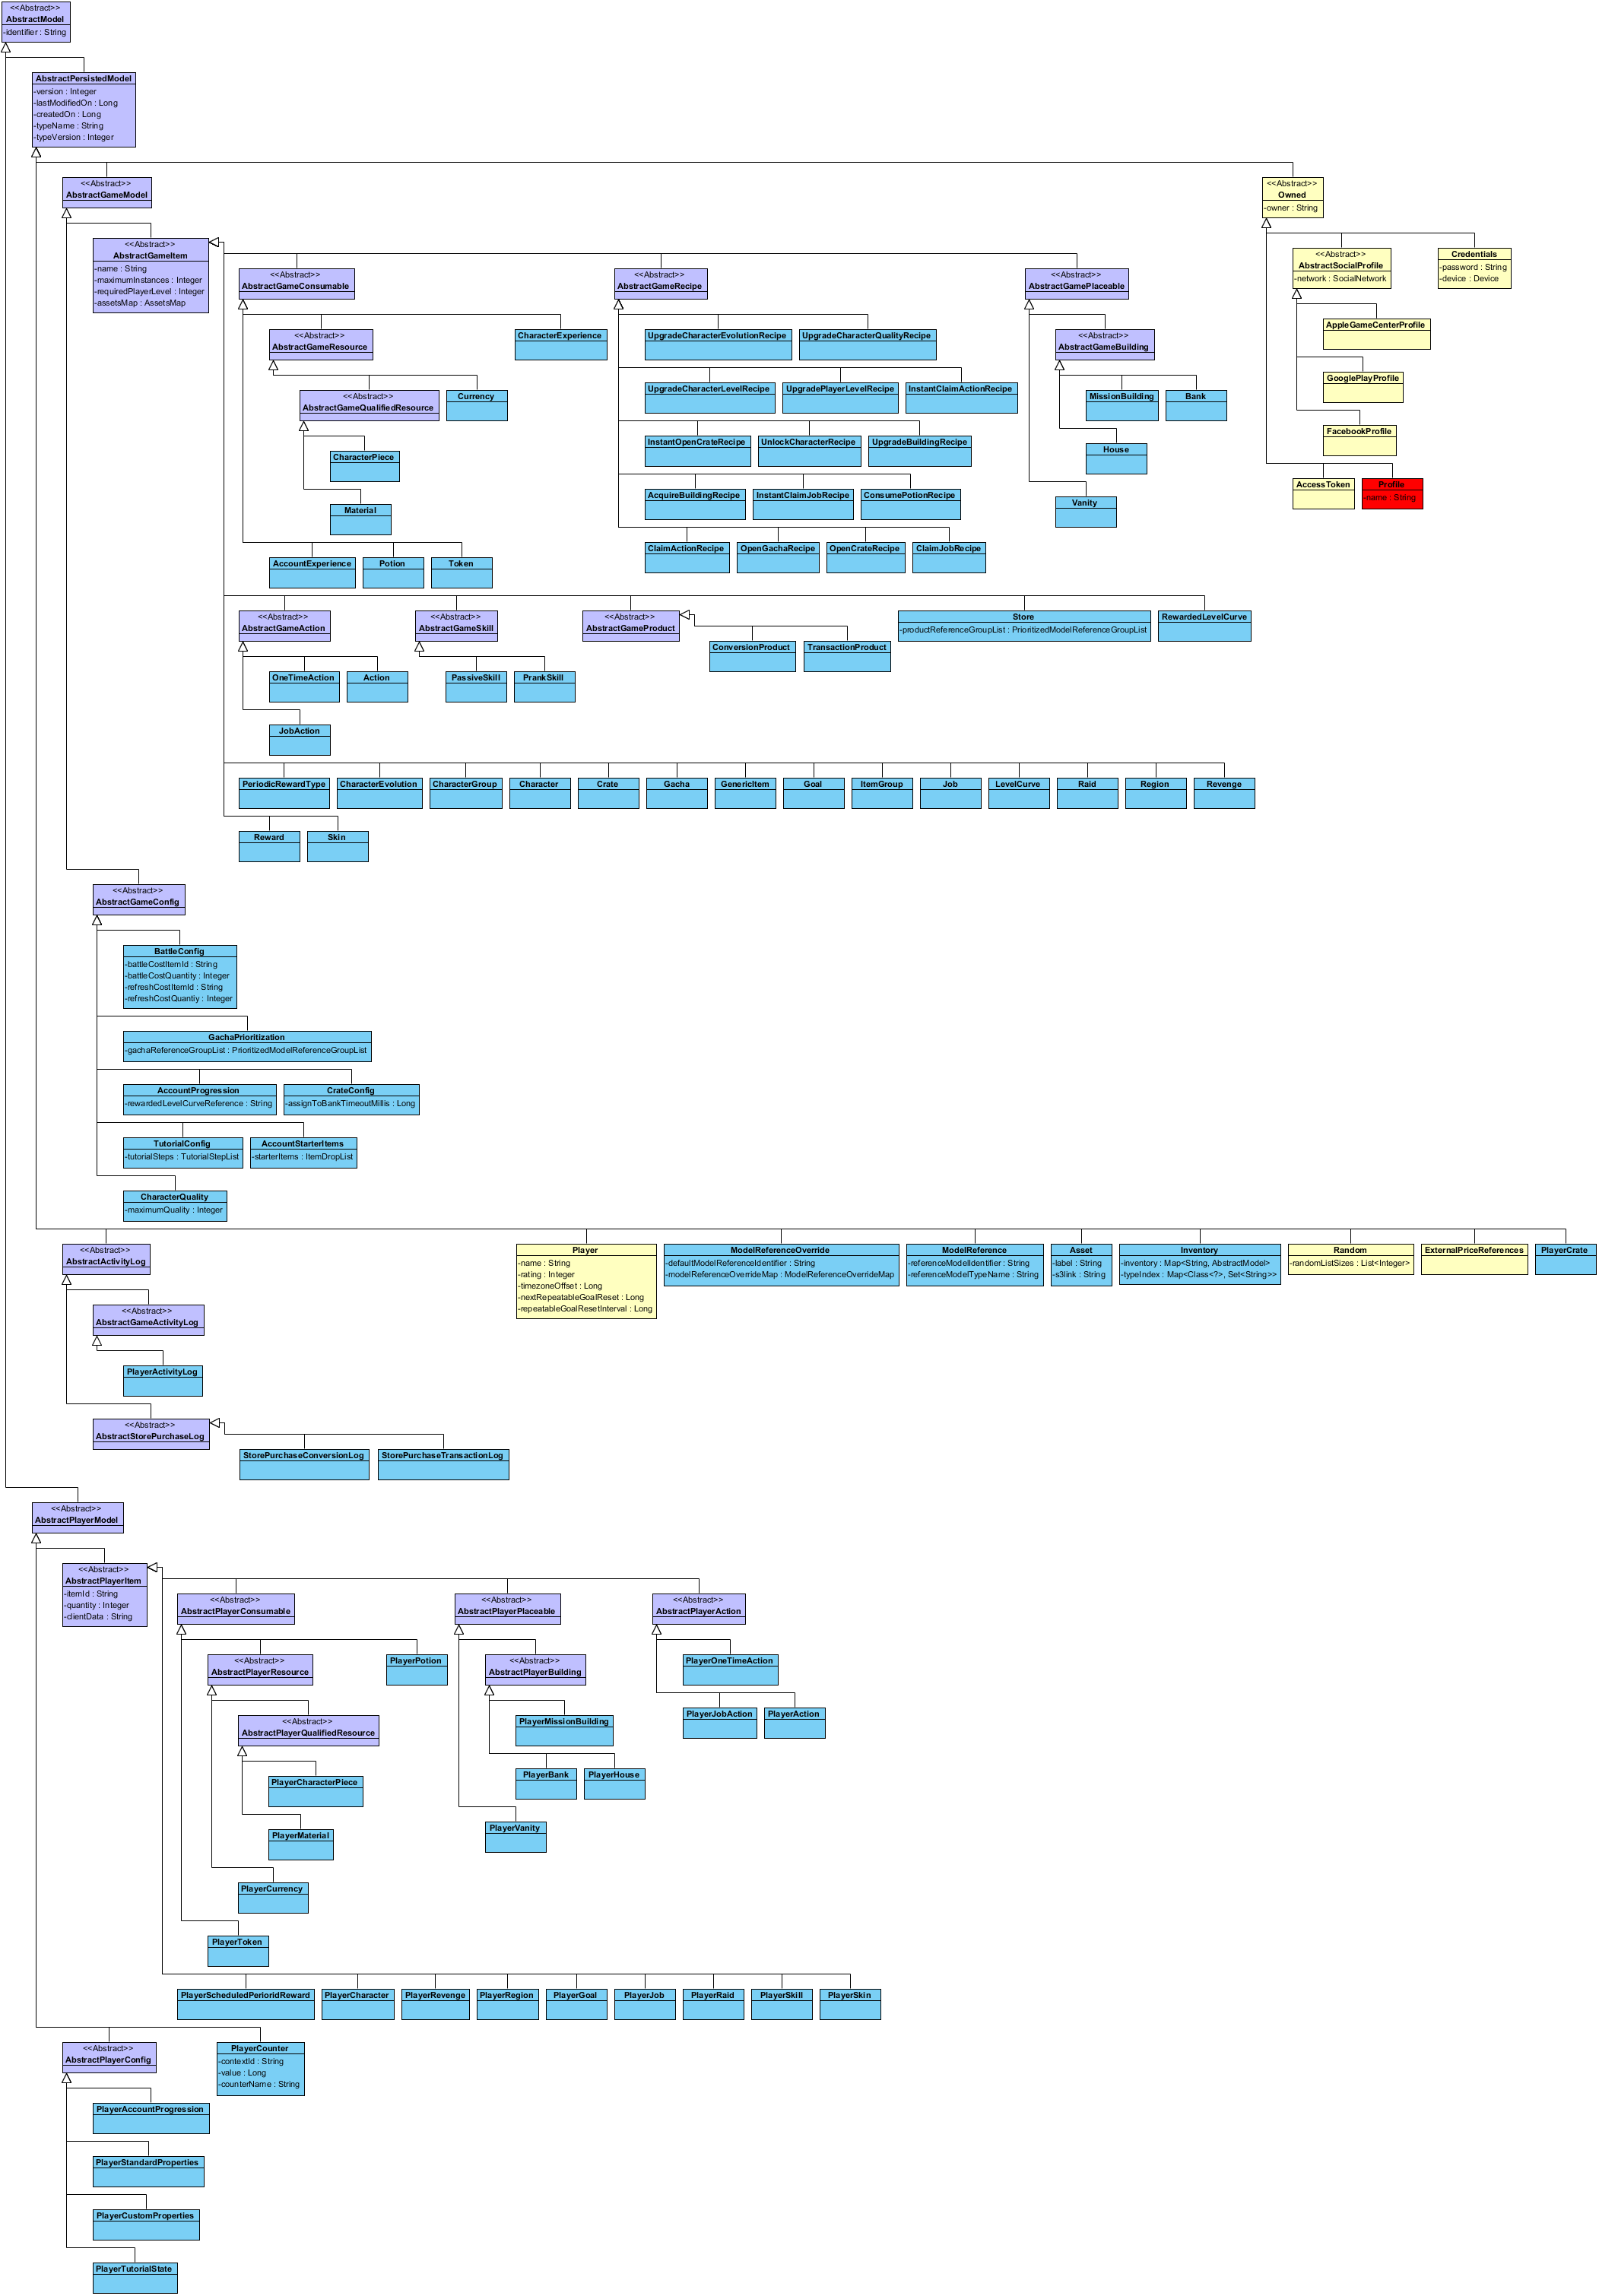 <<Abstract>>
AbstractModel
-identifier : String
AbstractPersistedModel
-version : Integer
-lastModifiedOn : Long
-createdOn : Long
-typeName : String
-typeVersion : Integer
<<Abstract>>
AbstractGameModel
<<Abstract>>
Owned
-owner : String
<<Abstract>>
AbstractGameItem
-name : String
-maximumInstances : Integer
-requiredPlayerLevel : Integer
-assetsMap : AssetsMap
<<Abstract>>
AbstractSocialProfile
-network : SocialNetwork
Credentials
-password : String
-device : Device
<<Abstract>>
AbstractGameConsumable
<<Abstract>>
AbstractGameRecipe
<<Abstract>>
AbstractGamePlaceable
AppleGameCenterProfile
GooglePlayProfile
FacebookProfile
AccessToken
Profile
-name : String
<<Abstract>>
AbstractGameResource
CharacterExperience
<<Abstract>>
AbstractGameQualifiedResource
Currency
CharacterPiece
Material
AccountExperience
Potion
Token
UpgradeCharacterEvolutionRecipe
UpgradeCharacterQualityRecipe
UpgradeCharacterLevelRecipe
UpgradePlayerLevelRecipe
InstantClaimActionRecipe
InstantOpenCrateRecipe
UnlockCharacterRecipe
UpgradeBuildingRecipe
AcquireBuildingRecipe
InstantClaimJobRecipe
ConsumePotionRecipe
ClaimActionRecipe
OpenGachaRecipe
OpenCrateRecipe
ClaimJobRecipe
<<Abstract>>
AbstractGameBuilding
MissionBuilding
Bank
House
Vanity
<<Abstract>>
AbstractGameAction
<<Abstract>>
AbstractGameSkill
<<Abstract>>
AbstractGameProduct
Store
-productReferenceGroupList : PrioritizedModelReferenceGroupList
RewardedLevelCurve
ConversionProduct
TransactionProduct
OneTimeAction
Action
PassiveSkill
PrankSkill
JobAction
PeriodicRewardType
CharacterEvolution
CharacterGroup
Character
Crate
Gacha
GenericItem
Goal
ItemGroup
Job
LevelCurve
Raid
Region
Revenge
Reward
Skin
<<Abstract>>
AbstractGameConfig
BattleConfig
-battleCostItemId : String
-battleCostQuantity : Integer
-refreshCostItemId : String
-refreshCostQuantiy : Integer
GachaPrioritization
-gachaReferenceGroupList : PrioritizedModelReferenceGroupList
AccountProgression
-rewardedLevelCurveReference : String
CrateConfig
-assignToBankTimeoutMillis : Long
TutorialConfig
-tutorialSteps : TutorialStepList
AccountStarterItems
-starterItems : ItemDropList
CharacterQuality
-maximumQuality : Integer
<<Abstract>>
AbstractActivityLog
Player
-name : String
-rating : Integer
-timezoneOffset : Long
-nextRepeatableGoalReset : Long
-repeatableGoalResetInterval : Long
ModelReferenceOverride
-defaultModelReferenceIdentifier : String
-modelReferenceOverrideMap : ModelReferenceOverrideMap
ModelReference
-referenceModelIdentifier : String
-referenceModelTypeName : String
Asset
-label : String
-s3link : String
Inventory
-inventory : Map<String, AbstractModel>
-typeIndex : Map<Class<?>, Set<String>>
Random
-randomListSizes : List<Integer>
ExternalPriceReferences
PlayerCrate
<<Abstract>>
AbstractGameActivityLog
PlayerActivityLog
<<Abstract>>
AbstractStorePurchaseLog
StorePurchaseConversionLog
StorePurchaseTransactionLog
<<Abstract>>
AbstractPlayerModel
<<Abstract>>
AbstractPlayerItem
-itemId : String
-quantity : Integer
-clientData : String
<<Abstract>>
AbstractPlayerConsumable
<<Abstract>>
AbstractPlayerPlaceable
<<Abstract>>
AbstractPlayerAction
<<Abstract>>
AbstractPlayerResource
PlayerPotion
<<Abstract>>
AbstractPlayerBuilding
PlayerOneTimeAction
PlayerJobAction
PlayerAction
<<Abstract>>
AbstractPlayerQualifiedResource
PlayerMissionBuilding
PlayerCharacterPiece
PlayerBank
PlayerHouse
PlayerMaterial
PlayerVanity
PlayerCurrency
PlayerToken
PlayerScheduledPerioridReward
PlayerCharacter
PlayerRevenge
PlayerRegion
PlayerGoal
PlayerJob
PlayerRaid
PlayerSkill
PlayerSkin
<<Abstract>>
AbstractPlayerConfig
PlayerCounter
-contextId : String
-value : Long
-counterName : String
PlayerAccountProgression
PlayerStandardProperties
PlayerCustomProperties
PlayerTutorialState